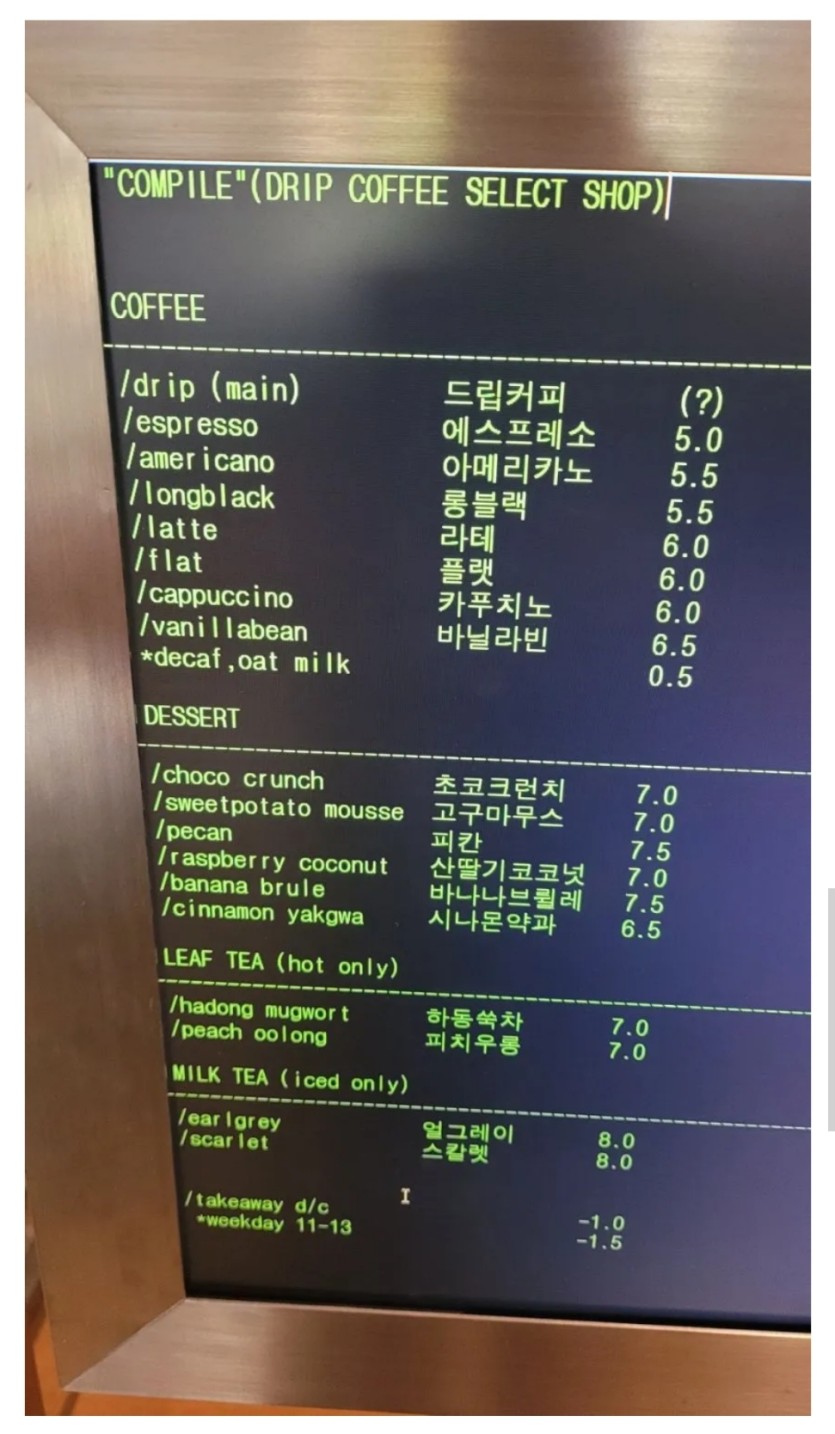 "COMPILE"(DRIP COFFEE SELECT SHOP)
COFFEE
/drip (main) 드립커피 (?)
/espresso 에스프레소 5.0
/americano 아메리카노 5.5
/longblack 롱블랙 5.5
/latte 라테 6.0
/flat 플랫 6.0
/cappuccino 카푸치노 6.0
/vanillabean 바닐라빈 6.5
*decaf,oat milk 0.5
DESSERT
/choco crunch 초코크런치 7.0
/sweetpotato mousse 고구마무스 7.0
/pecan 피칸 7.5
/raspberry coconut 산딸기코코넛 7.0
/banana brule 바나나브륄레 7.5
/cinnamon yakgwa 시나몬약과 6.5
LEAF TEA (hot only)
/hadong mugwort 하동쑥차 7.0
/peach oolong 피치우롱 7.0
MILK TEA (iced only)
/earlgrey 얼그레이 8.0
/scarlet 스칼렛 8.0
/takeaway d/c -1.0
*weekday 11-13 -1.5